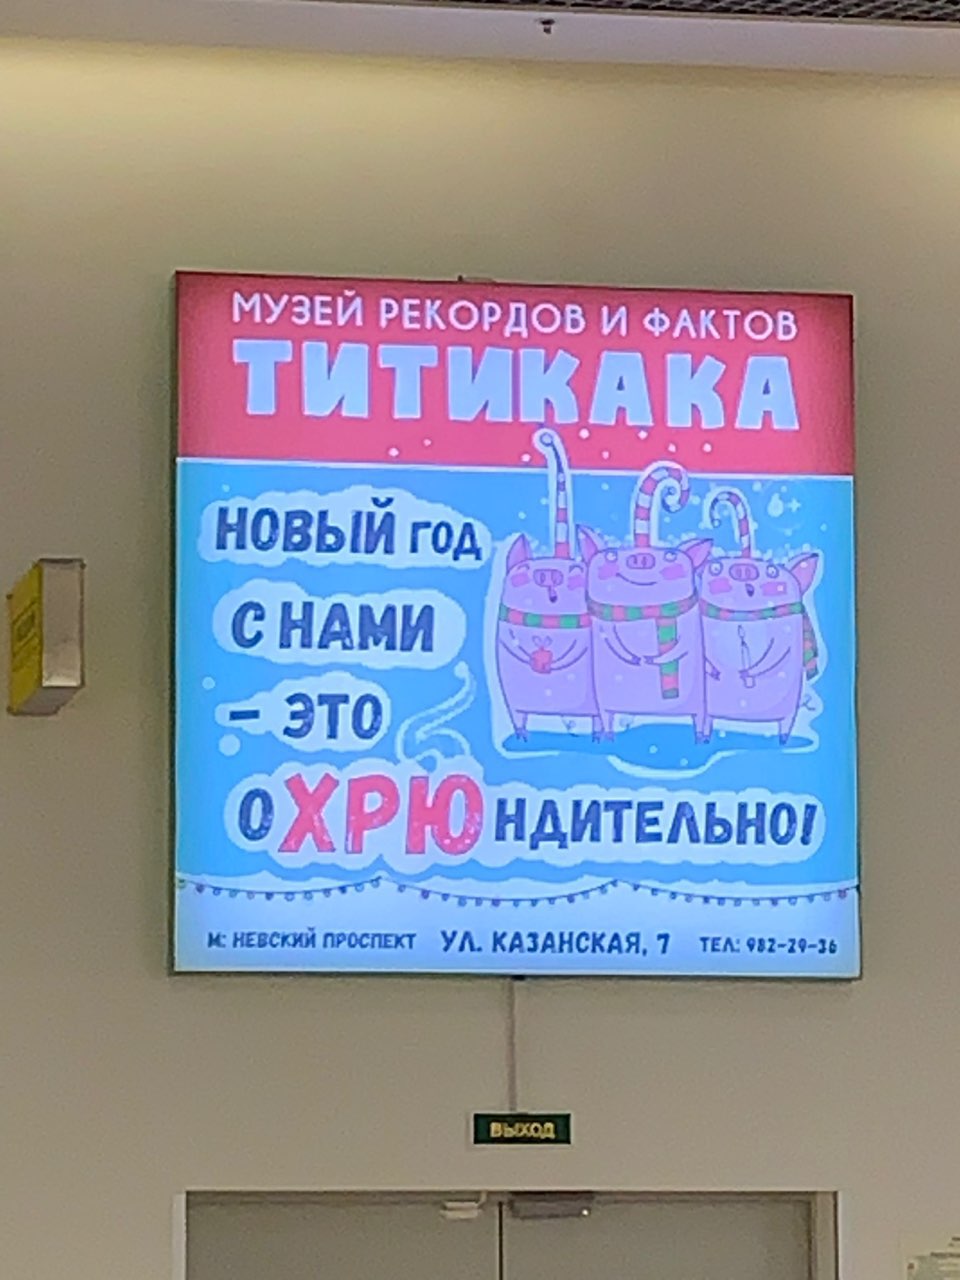 МУЗЕЙ РЕКОРДОВ И ФАКТОВ
ТИТИКАКА
НОВЫЙ ГОД
С НАМИ
– ЭТО
ОХРЮНДИТЕЛЬНО!
М: НЕВСКИЙ ПРОСПЕКТ УЛ. КАЗАНСКАЯ, 7 ТЕЛ: 982-29-36
ВЫХОД